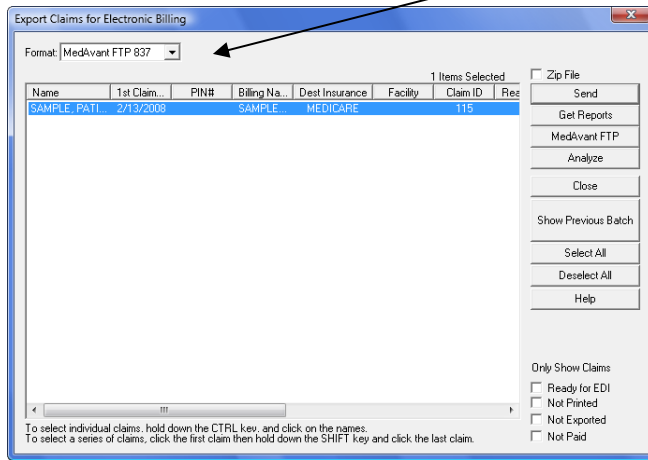 Export Claims for Electronic Billing
Format: MedAvant FTP 837
1 Items Selected
Zip File
Name 1st Claim... PIN# Billing Na... Dest Insurance Facility Claim ID Rea
SAMPLE, PATI... 2/13/2008 SAMPLE... MEDICARE 115
Send
Get Reports
MedAvant FTP
Analyze
Close
Show Previous Batch
Select All
Deselect All
Help
Only Show Claims
Ready for EDI
Not Printed
Not Exported
Not Paid
To select individual claims, hold down the CTRL key, and click on the names.
To select a series of claims, click the first claim then hold down the SHIFT key and click the last claim.